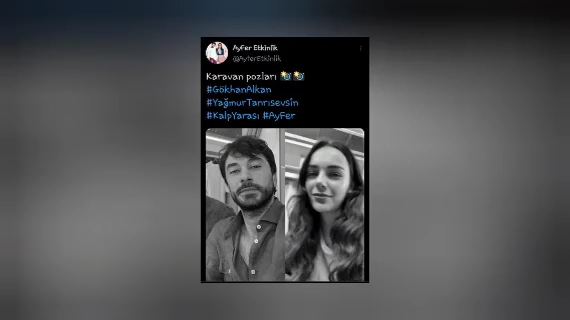 Ayfer Etkinlik
@AyferEtkinlik
Karavan pozları 📸 📸
#GökhanAlkan
#YağmurTanrısevsin
#KalpYarası #AyFer